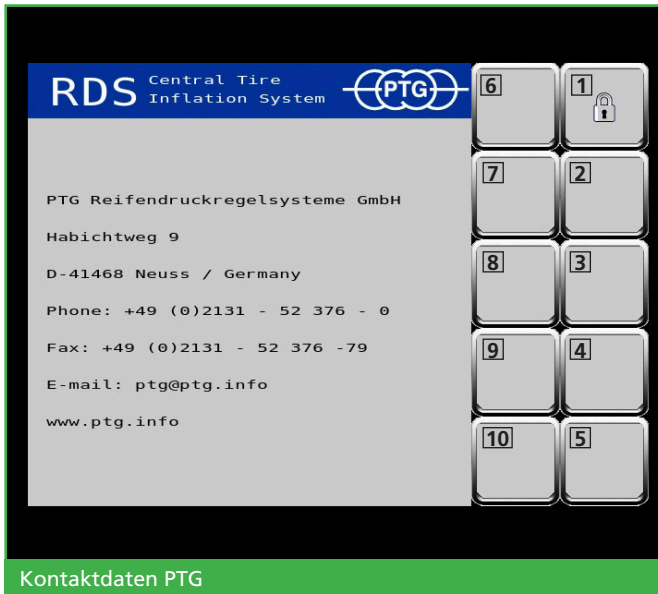 RDS Central Tire
Inflation System
PTG
PTG Reifendruckregelsysteme GmbH
Habichtweg 9
D-41468 Neuss / Germany
Phone: +49 (0)2131 - 52 376 - 0
Fax: +49 (0)2131 - 52 376 -79
E-mail: ptg@ptg.info
www.ptg.info
6 1
7 2
8 3
9 4
10 5
Kontaktdaten PTG